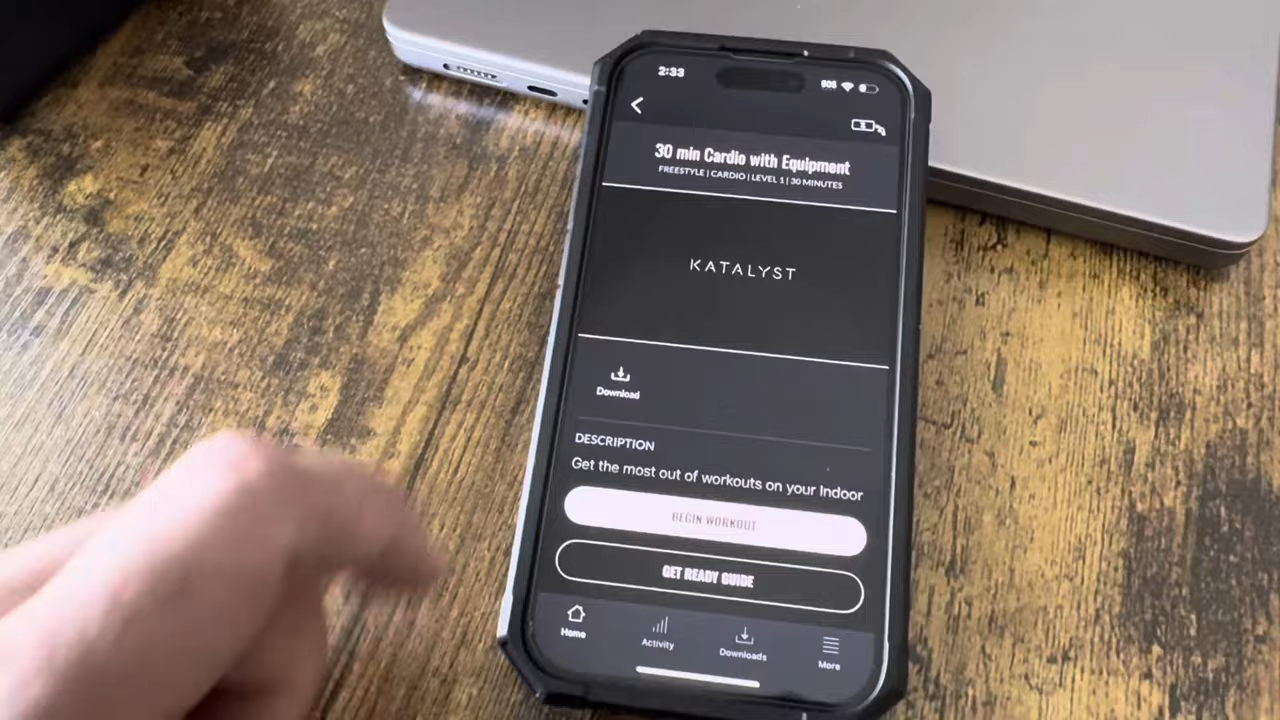 2:33
SOS
30 min Cardio with Equipment
FREESTYLE | CARDIO | LEVEL 1 | 30 MINUTES
KATALYST
Download
DESCRIPTION
Get the most out of workouts on your Indoor
BEGIN WORKOUT
GET READY GUIDE
Home
Activity
Downloads
More